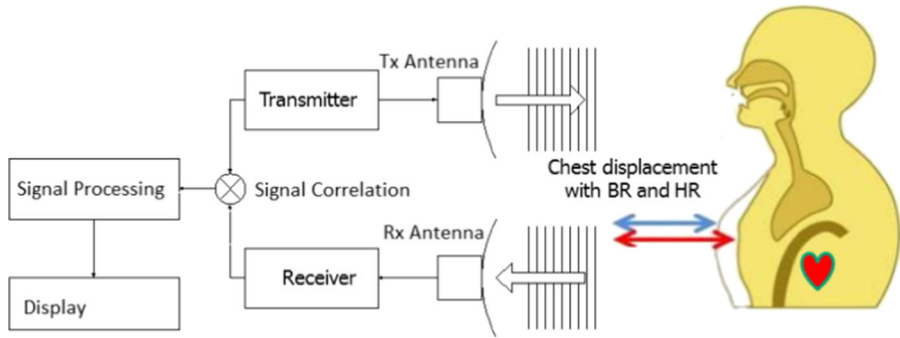 Tx Antenna
Transmitter
Chest displacement
with BR and HR
Signal Processing
Signal Correlation
Rx Antenna
Receiver
Display